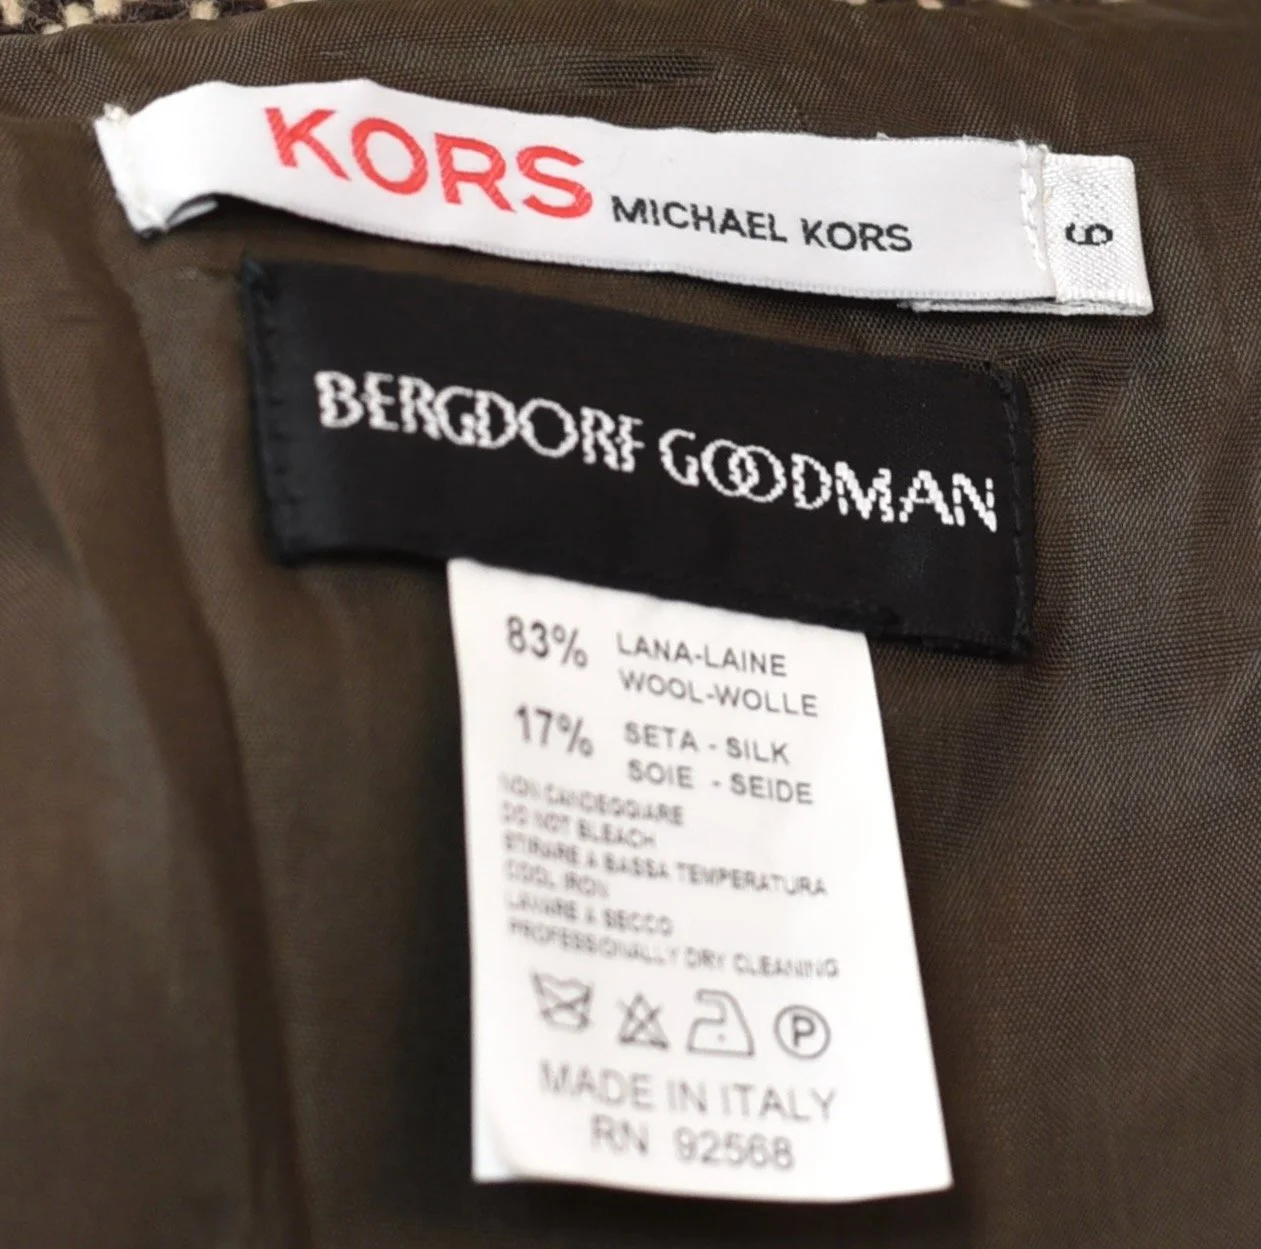 KORS MICHAEL KORS
6
BERGDORF GOODMAN
83% LANA-LAINE
WOOL-WOLLE
17% SETA - SILK
SOIE - SEIDE
NON CANDEGGIARE
DO NOT BLEACH
STIRARE A BASSA TEMPERATURA
COOL IRON
LAVARE A SECCO
PROFESSIONALLY DRY CLEANING
P
MADE IN ITALY
RN 92568